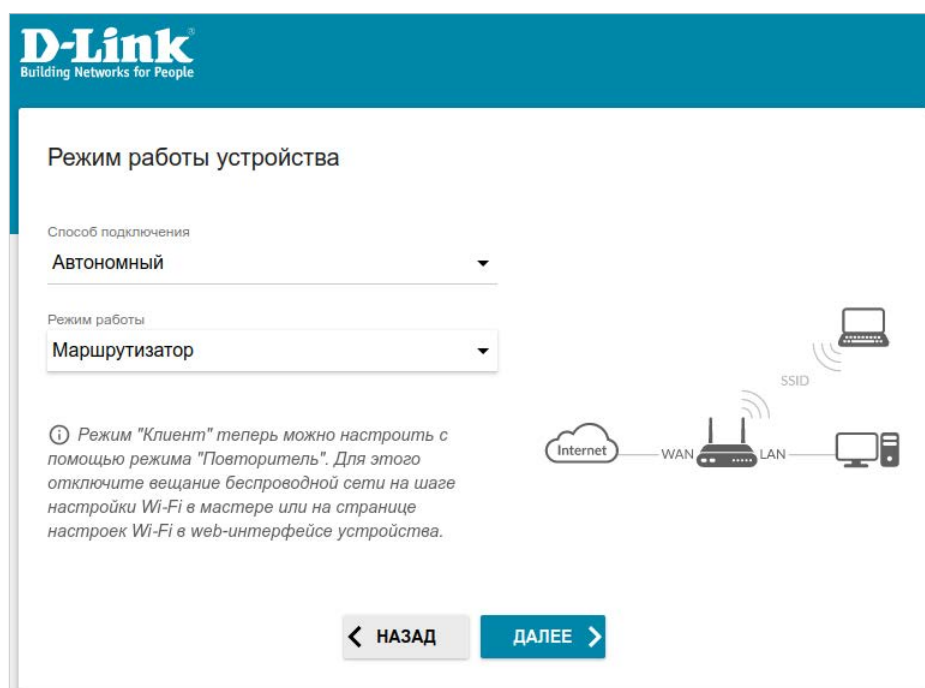 D-Link
Building Networks for People
Режим работы устройства
Способ подключения
Автономный
Режим работы
Маршрутизатор
Режим "Клиент" теперь можно настроить с
помощью режима "Повторитель". Для этого
отключите вещание беспроводной сети на шаге
настройки Wi-Fi в мастере или на странице
настроек Wi-Fi в web-интерфейсе устройства.
SSID
Internet
WAN
LAN
НАЗАД
ДАЛЕЕ